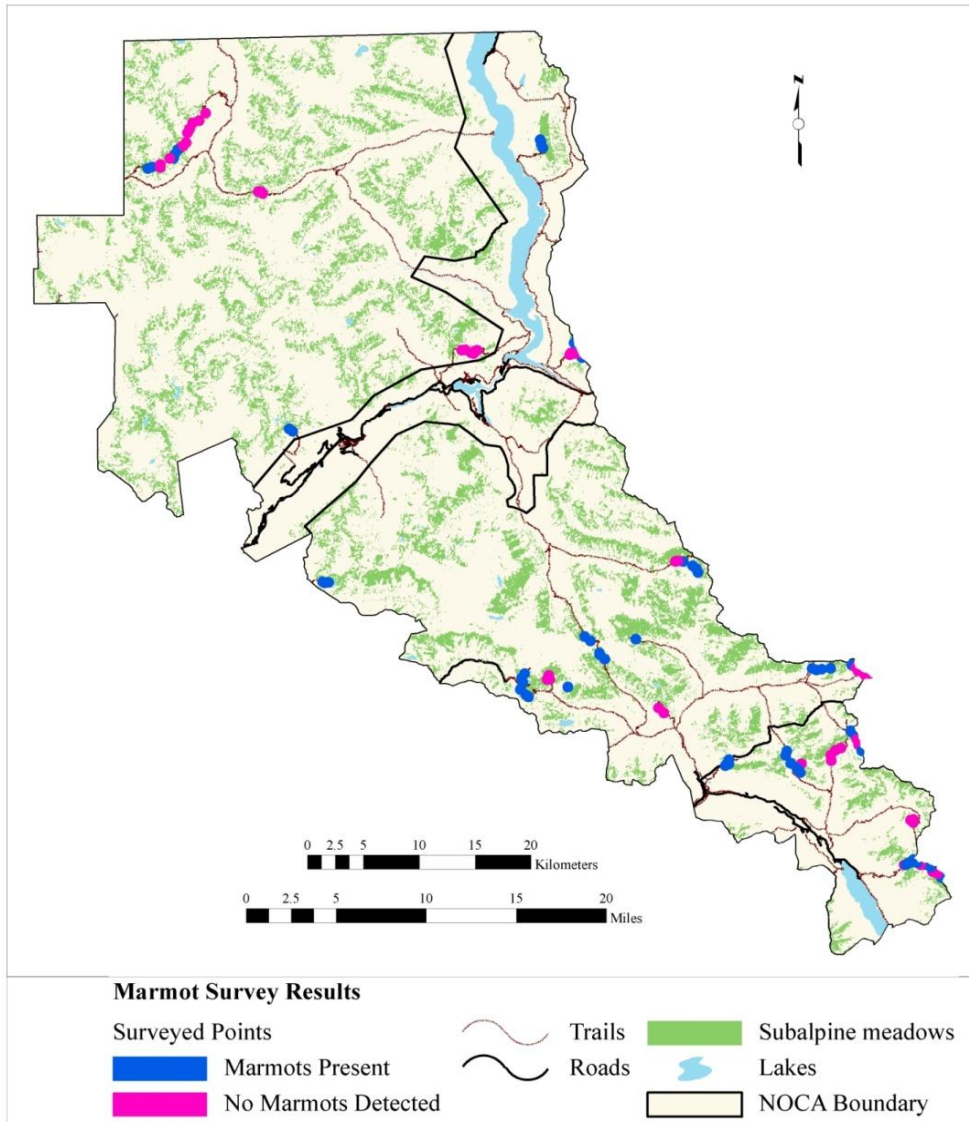 N
0 2.5 5 10 15 20
Kilometers
0 2.5 5 10 15 20
Miles
Marmot Survey Results
Surveyed Points
Marmots Present
No Marmots Detected
Trails
Roads
Subalpine meadows
Lakes
NOCA Boundary